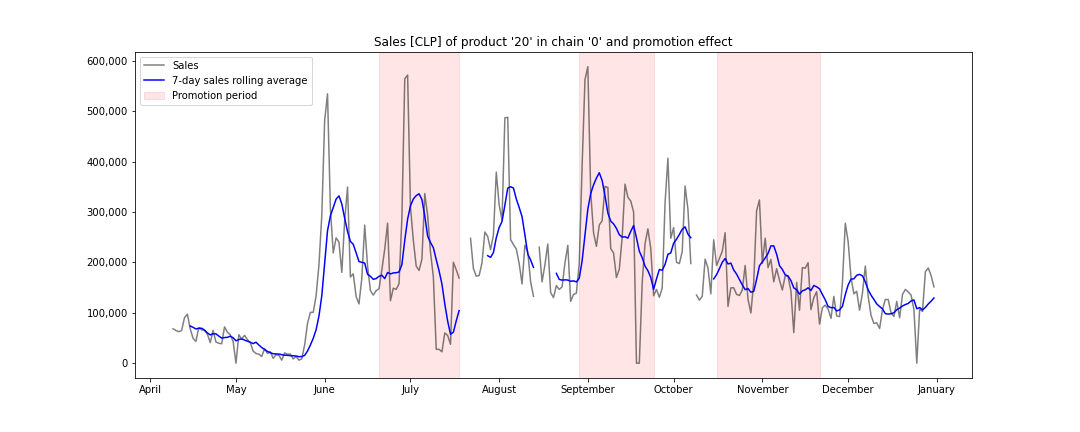 Sales [CLP] of product '20' in chain '0' and promotion effect
Sales
7-day sales rolling average
Promotion period
600,000
500,000
400,000
300,000
200,000
100,000
0
April May June July August September October November December January